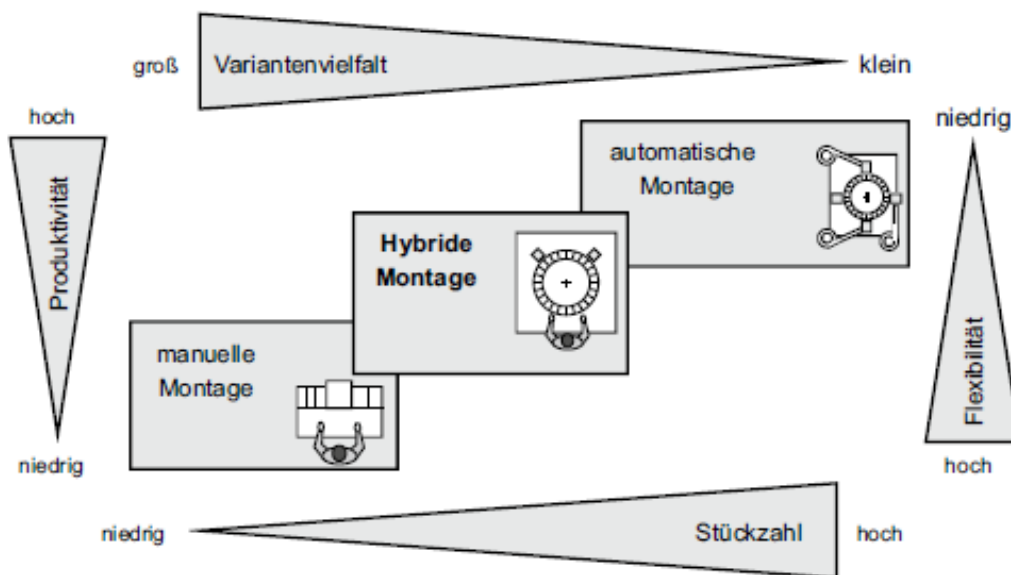 groß
Variantenvielfalt
klein
hoch
niedrig
automatische
Montage
Produktivität
Hybride
Montage
manuelle
Montage
Flexibilität
niedrig
hoch
niedrig
Stückzahl
hoch